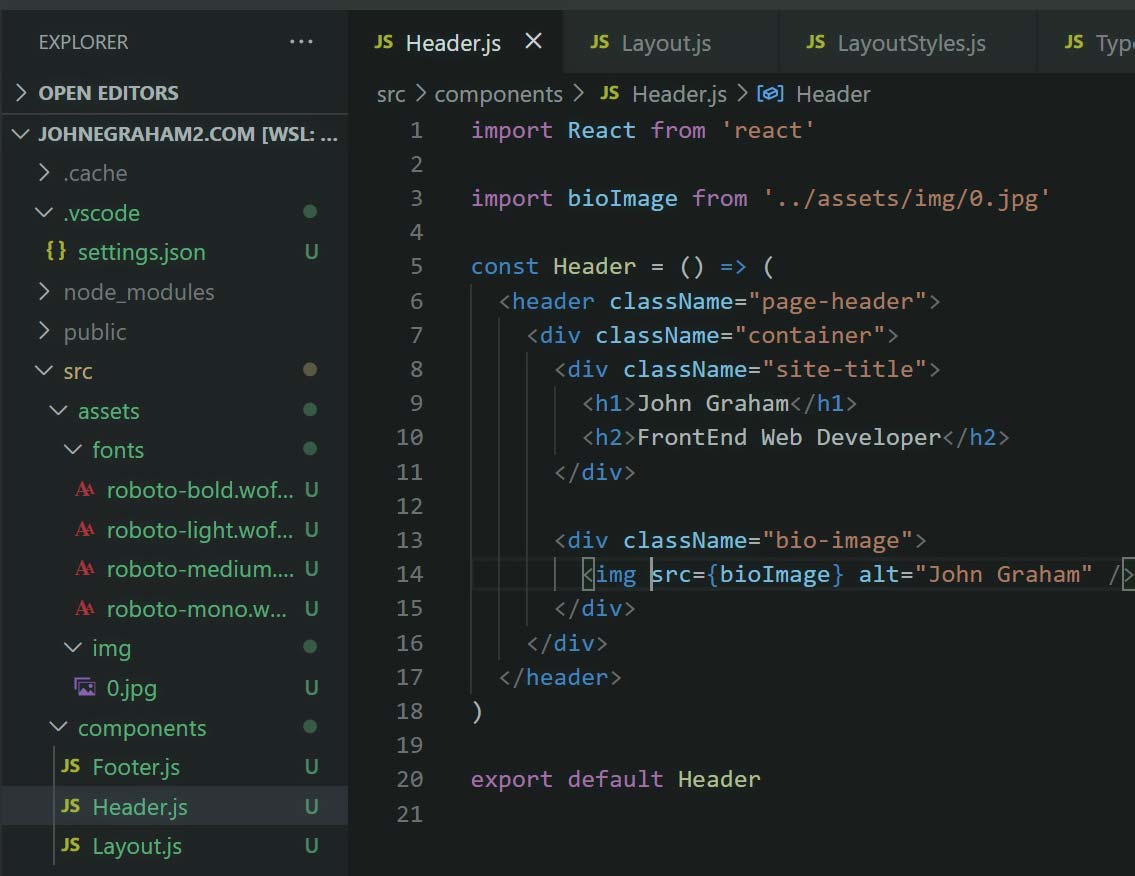 EXPLORER ...
OPEN EDITORS
JOHNEGRAHAM2.COM [WSL: ...
.cache
.vscode
{ } settings.json U
node_modules
public
src
assets
fonts
AA roboto-bold.wof... U
AA roboto-light.wof... U
AA roboto-medium.... U
AA roboto-mono.w... U
img
0.jpg U
components
JS Footer.js U
JS Header.js U
JS Layout.js U
JS Header.js × JS Layout.js JS LayoutStyles.js JS Type
src > components > JS Header.js > Header
1 import React from 'react'
2
3 import bioImage from '../assets/img/0.jpg'
4
5 const Header = () => (
6 <header className="page-header">
7 <div className="container">
8 <div className="site-title">
9 <h1>John Graham</h1>
10 <h2>FrontEnd Web Developer</h2>
11 </div>
12
13 <div className="bio-image">
14 <img src={bioImage} alt="John Graham" />
15 </div>
16 </div>
17 </header>
18 )
19
20 export default Header
21